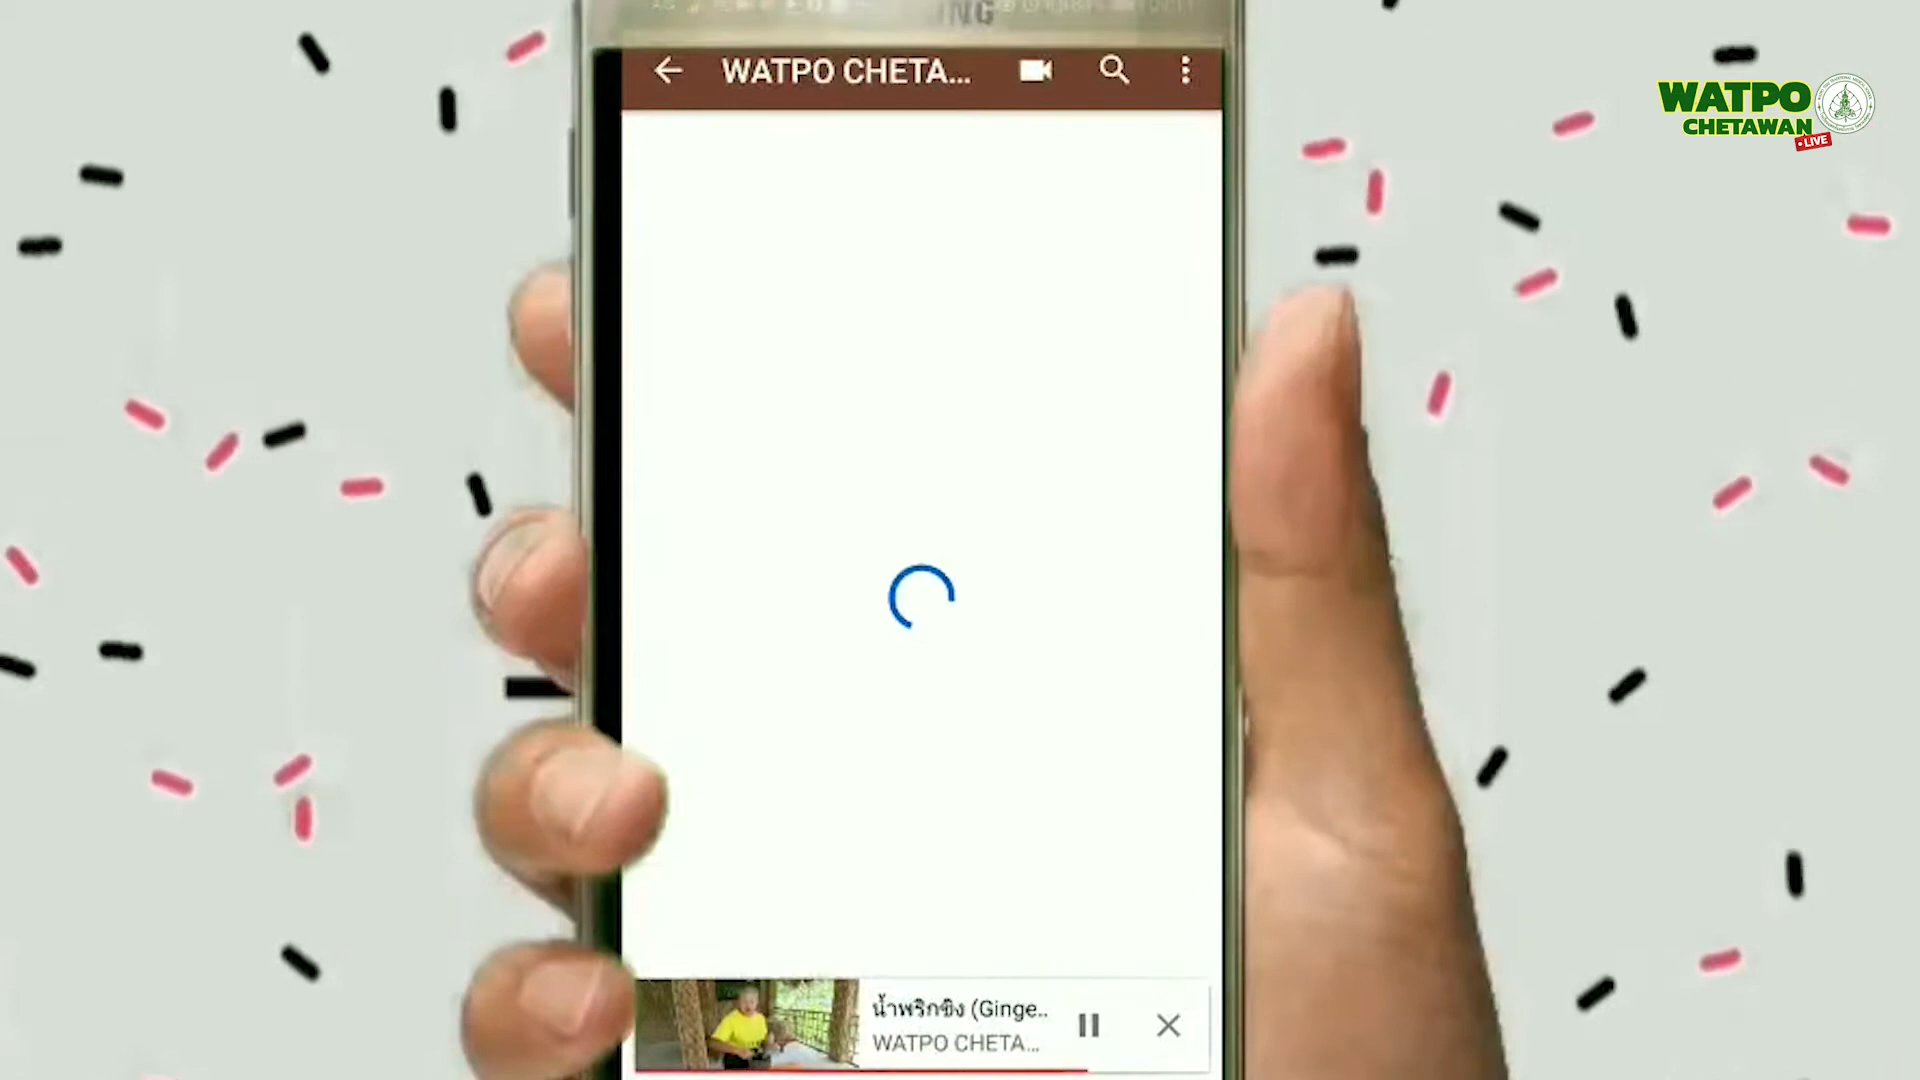 WATPO CHETA...
WATPO
CHETAWAN
LIVE
น้ำพริกขิง (Ginge..
WATPO CHETA...